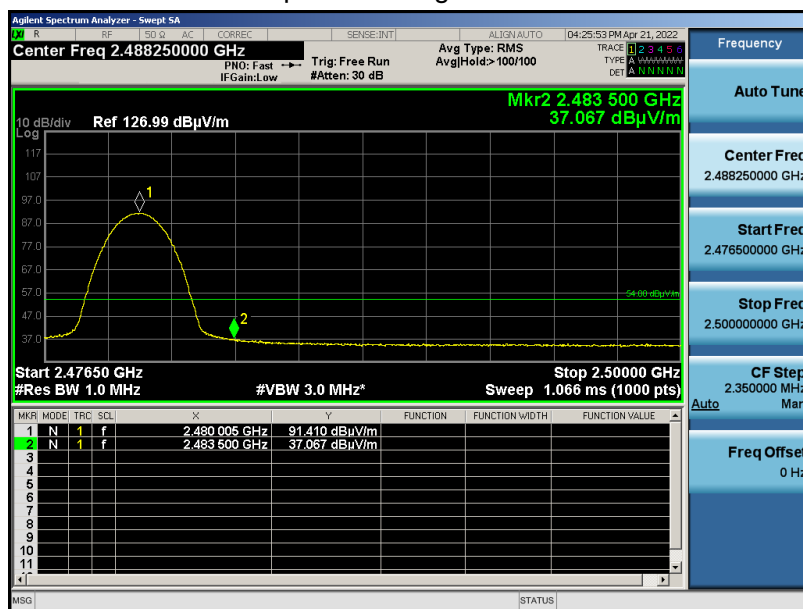 Agilent Spectrum Analyzer - Swept SA
LXI R RF 50 Ω AC CORREC SENSE:INT ALIGN AUTO 04:25:53 PM Apr 21, 2022
Center Freq 2.488250000 GHz
PNO: Fast
IFGain:Low
Trig: Free Run
#Atten: 30 dB
Avg Type: RMS
Avg|Hold:>100/100
TRACE 1 2 3 4 5 6
TYPE A WWWWW
DET A N N N N N
Mkr2 2.483 500 GHz
37.067 dBµV/m
10 dB/div Ref 126.99 dBµV/m
Log
117
107
97.0
87.0
77.0
67.0
57.0
47.0
37.0
1
2
54.00 dBµV/m
Start 2.47650 GHz Stop 2.50000 GHz
#Res BW 1.0 MHz #VBW 3.0 MHz* Sweep 1.066 ms (1000 pts)
MKR MODE TRC SCL X Y FUNCTION FUNCTION WIDTH FUNCTION VALUE
1 N 1 f 2.480 005 GHz 91.410 dBµV/m
2 N 1 f 2.483 500 GHz 37.067 dBµV/m
3
4
5
6
7
8
9
10
11
MSG STATUS
Frequency
Auto Tune
Center Freq
2.488250000 GHz
Start Freq
2.476500000 GHz
Stop Freq
2.500000000 GHz
CF Step
2.350000 MHz
Auto Man
Freq Offset
0 Hz